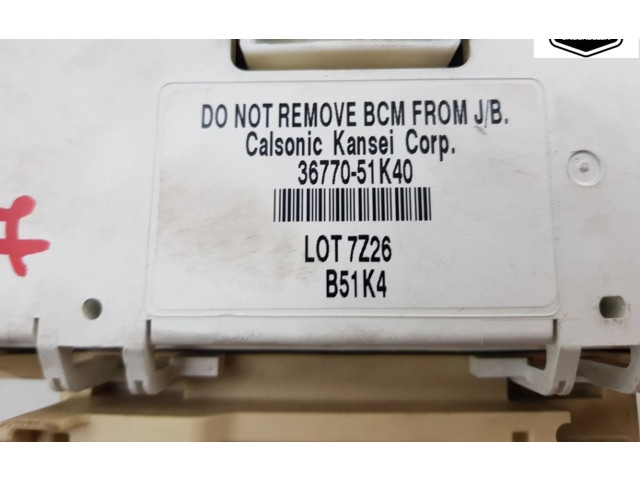 DO NOT REMOVE BCM FROM J/B.
Calsonic Kansei Corp.
36770-51K40
LOT 7Z26
B51K4